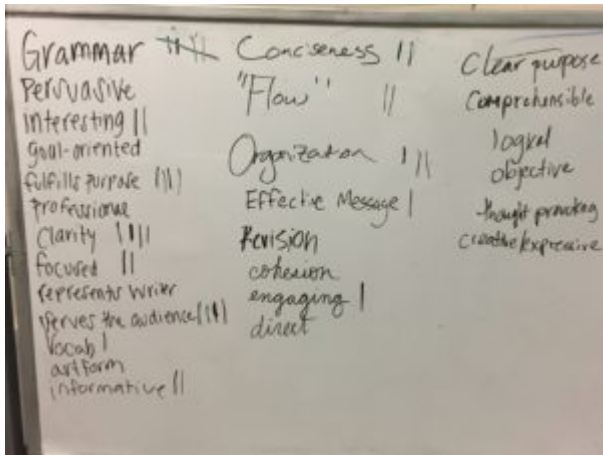 Grammar
Persuasive
interesting ||
goal-oriented
fulfills purpose ||||
Professional
Clarity ||||
focused ||
represents writer
serves the audience ||||
Vocab |
artform
informative ||
Conciseness ||
"Flow" ||
Organization |||
Effective Message |
Revision
cohesion
engaging |
direct
Clear purpose
Comprehensible
logical
objective
thought provoking
creative/expressive